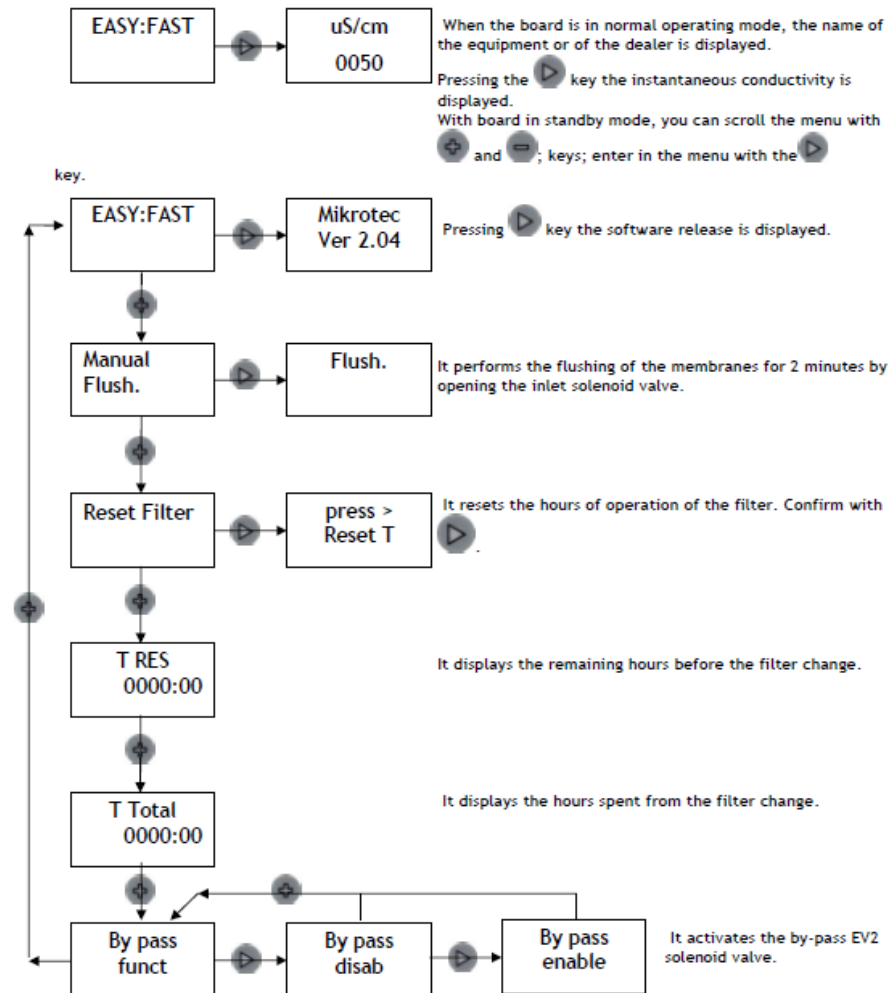 EASY:FAST
uS/cm
0050
When the board is in normal operating mode, the name of
the equipment or of the dealer is displayed.
Pressing the key the instantaneous conductivity is
displayed.
With board in standby mode, you can scroll the menu with
and ; keys; enter in the menu with the
key.
EASY:FAST
Mikrotec
Ver 2.04
Pressing key the software release is displayed.
Manual
Flush.
Flush.
It performs the flushing of the membranes for 2 minutes by
opening the inlet solenoid valve.
Reset Filter
press >
Reset T
It resets the hours of operation of the filter. Confirm with
.
T RES
0000:00
It displays the remaining hours before the filter change.
T Total
0000:00
It displays the hours spent from the filter change.
By pass
funct
By pass
disab
By pass
enable
It activates the by-pass EV2
solenoid valve.